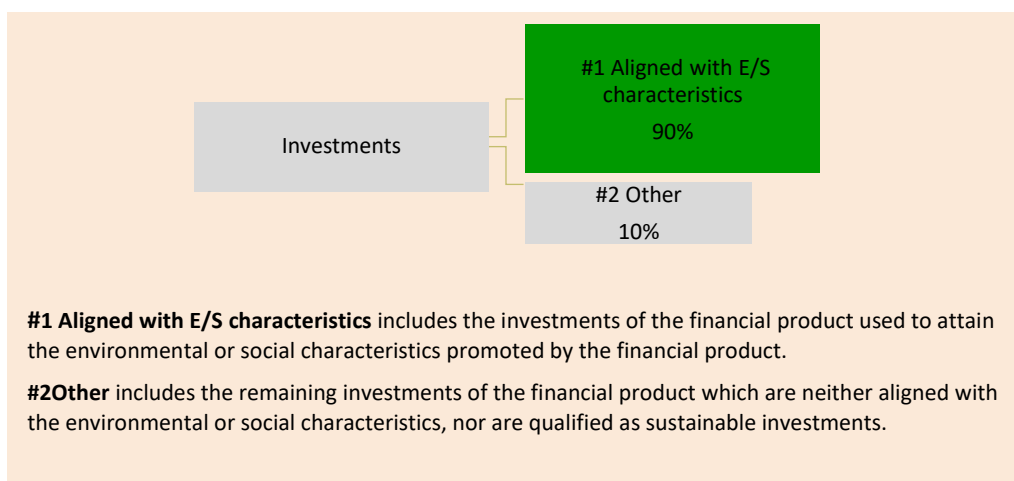 #1 Aligned with E/S
characteristics
90%
Investments
#2 Other
10%
#1 Aligned with E/S characteristics includes the investments of the financial product used to attain
the environmental or social characteristics promoted by the financial product.
#2Other includes the remaining investments of the financial product which are neither aligned with
the environmental or social characteristics, nor are qualified as sustainable investments.